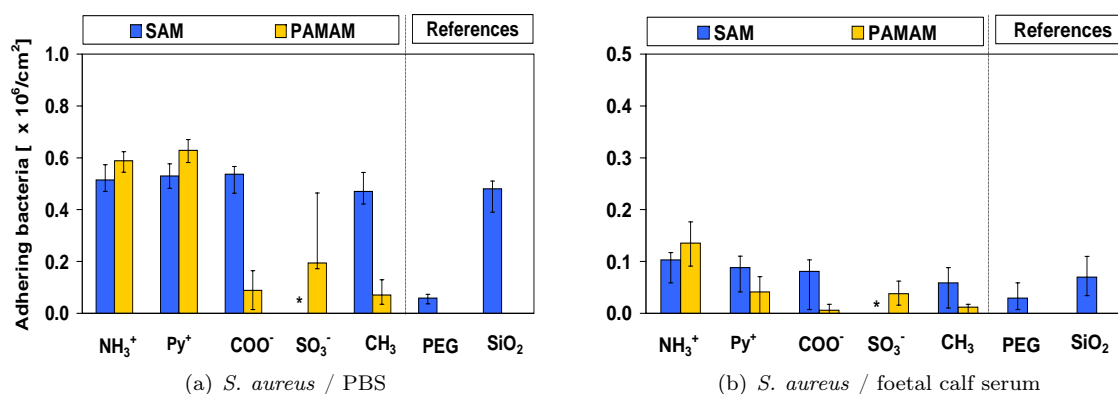 SAM PAMAM References
Adhering bacteria [ x 10⁶/cm²]
1.0
0.8
0.6
0.4
0.2
0.0
*
NH₃⁺ Py⁺ COO⁻ SO₃⁻ CH₃ PEG SiO₂
(a) S. aureus / PBS
SAM PAMAM References
0.5
0.4
0.3
0.2
0.1
0.0
*
NH₃⁺ Py⁺ COO⁻ SO₃⁻ CH₃ PEG SiO₂
(b) S. aureus / foetal calf serum